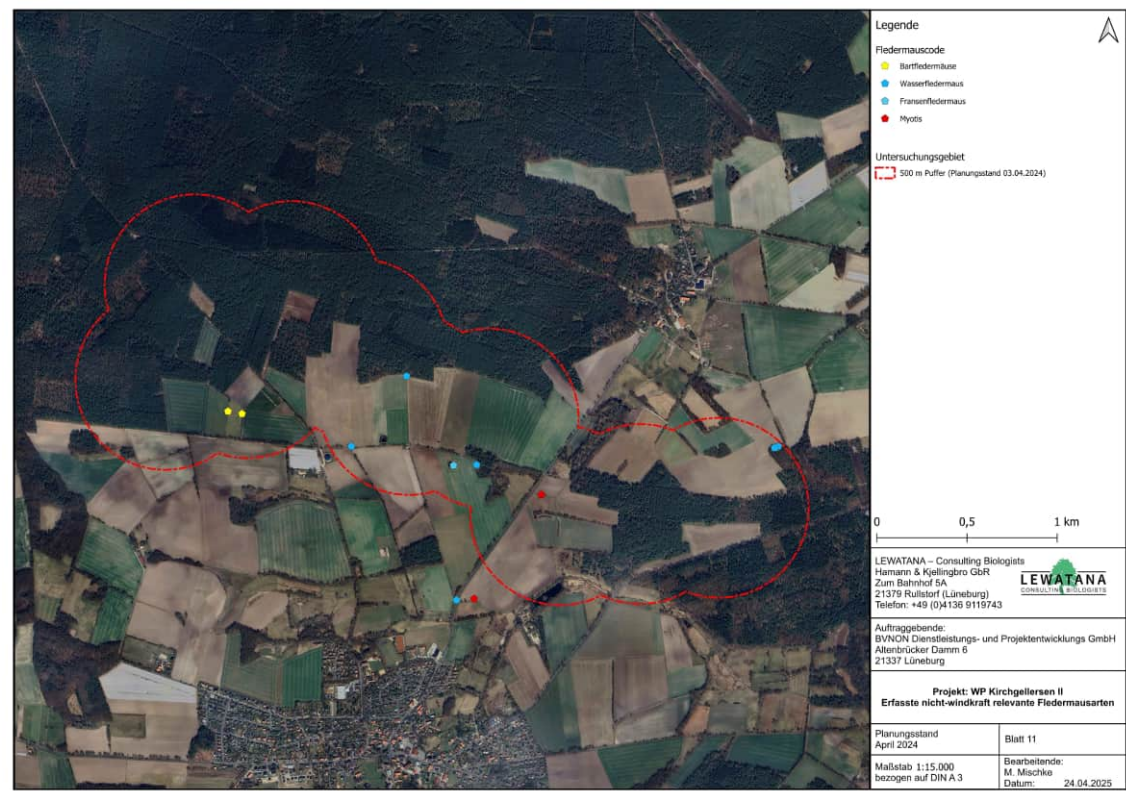 Legende
Fledermauscode
Bartfledermäuse
Wasserfledermaus
Fransenfledermaus
Myotis
Untersuchungsgebiet
500 m Puffer (Planungsstand 03.04.2024)
0 0,5 1 km
LEWATANA – Consulting Biologists
Hamann & Kjellingbro GbR
Zum Bahnhof 5A
21379 Rullstorf (Lüneburg)
Telefon: +49 (0)4136 9119743
LEWATANA
CONSULTING BIOLOGISTS
Auftraggebende:
BVNON Dienstleistungs- und Projektentwicklungs GmbH
Altenbrücker Damm 6
21337 Lüneburg
Projekt: WP Kirchgellersen II
Erfasste nicht-windkraft relevante Fledermausarten
Planungsstand
April 2024
Blatt 11
Maßstab 1:15.000
bezogen auf DIN A 3
Bearbeitende:
M. Mischke
Datum: 24.04.2025